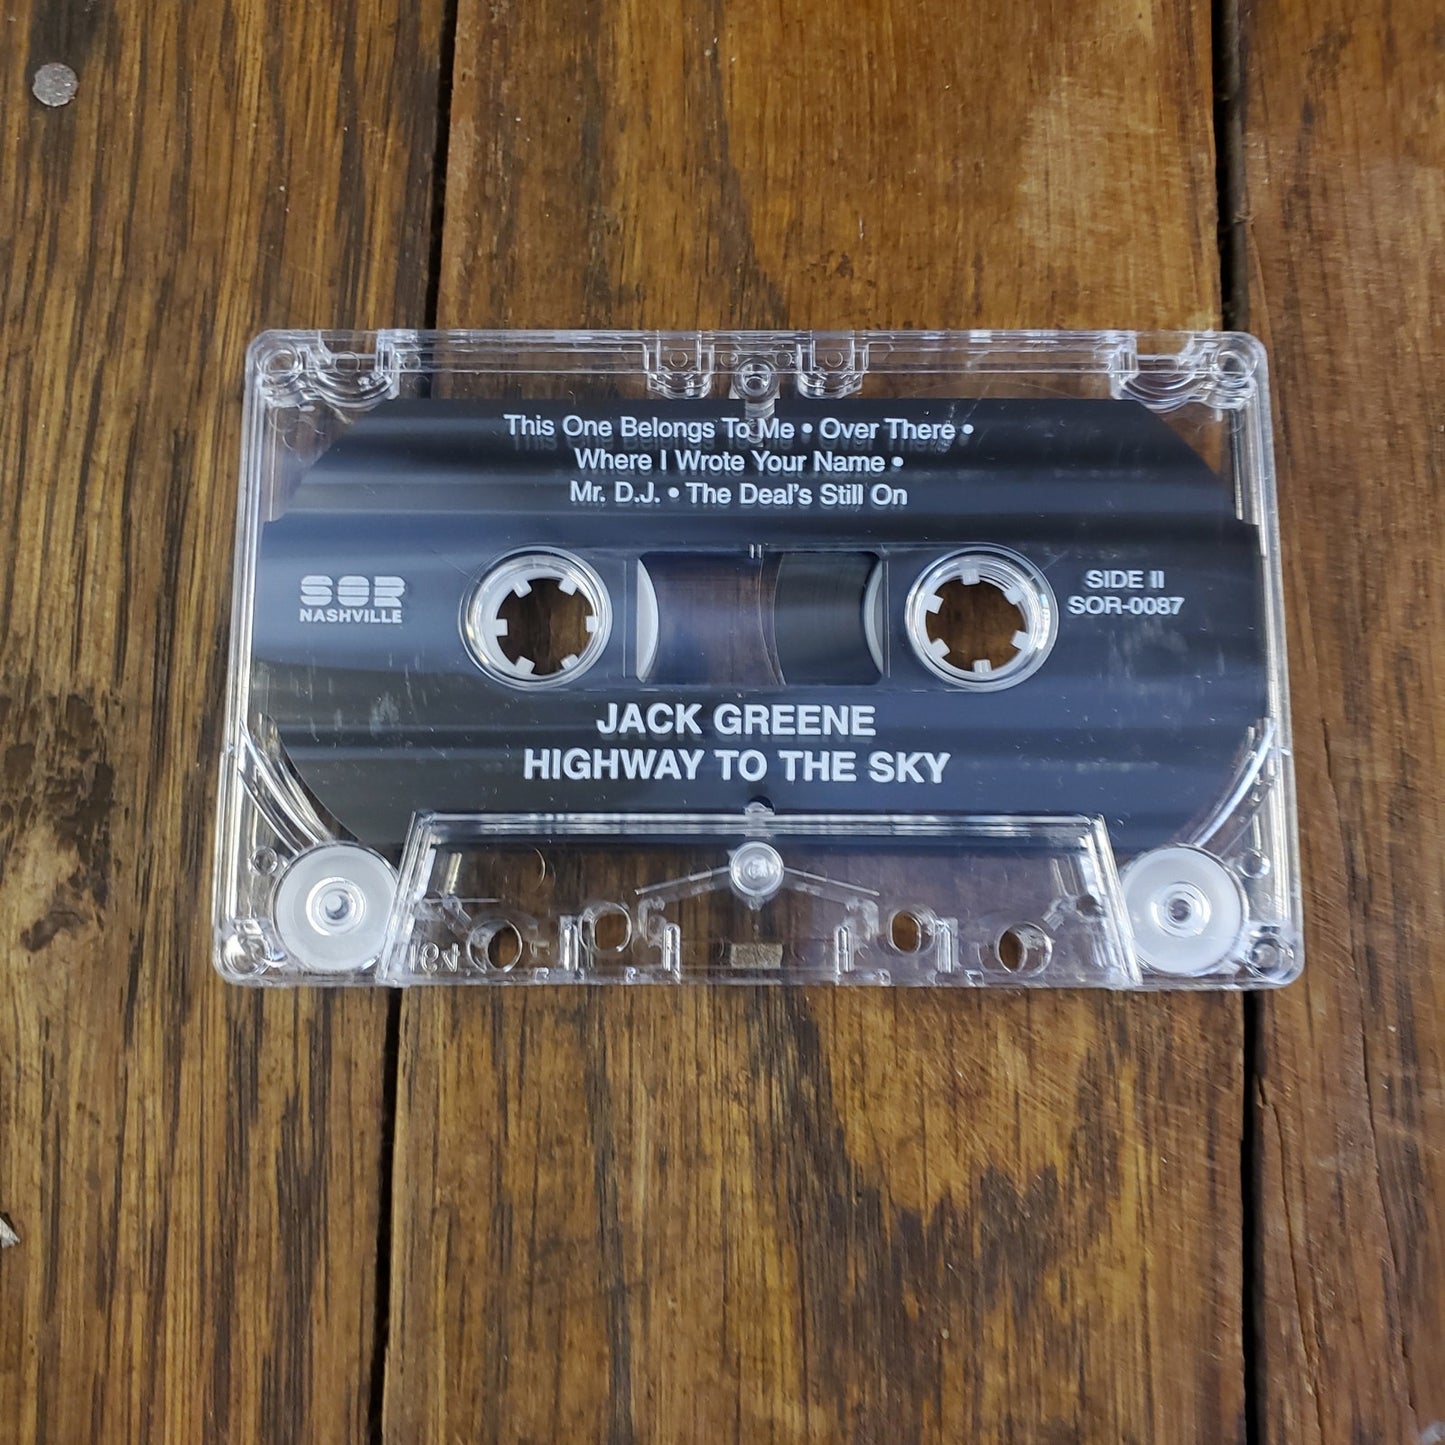 This One Belongs To Me • Over There •
Where I Wrote Your Name •
Mr. D.J. • The Deal's Still On
SOR
NASHVILLE
SIDE II
SOR-0087
JACK GREENE
HIGHWAY TO THE SKY